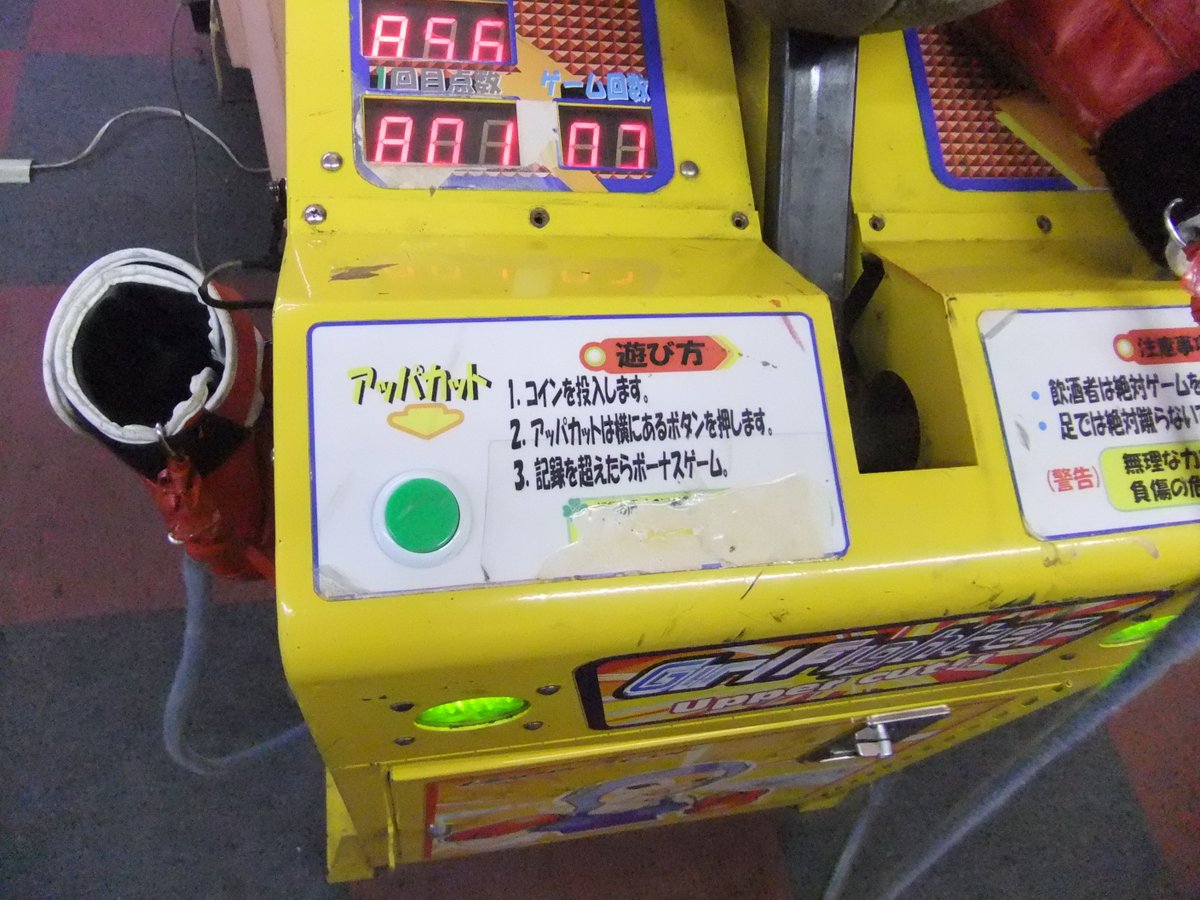 856
1回目点数 ゲーム回数
801 07
遊び方
アッパカット
1. コインを投入します。
2. アッパカットは横にあるボタンを押します。
3. 記録を超えたらボーナスゲーム。
注意事
飲酒者は絶対ゲームを
足では絶対蹴らない
(警告) 無理な力
負傷の危
Girl Fighter
Upper cut